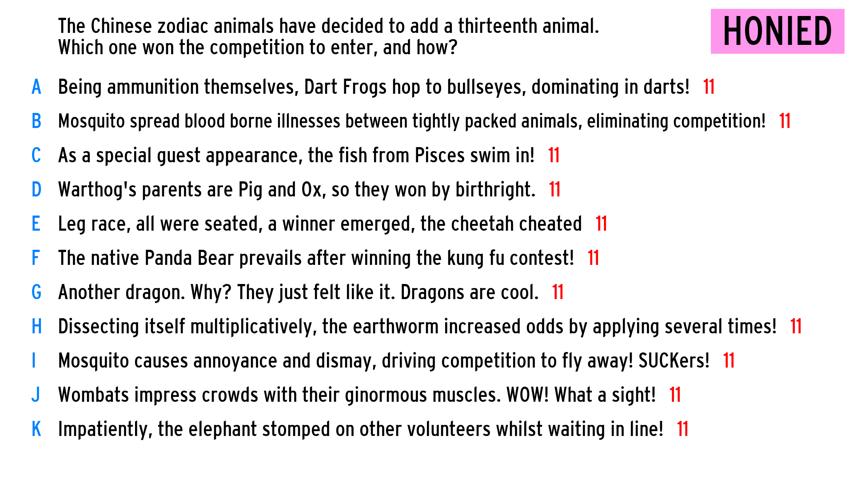 The Chinese zodiac animals have decided to add a thirteenth animal.
Which one won the competition to enter, and how?
HONIED
A Being ammunition themselves, Dart Frogs hop to bullseyes, dominating in darts! 11
B Mosquito spread blood borne illnesses between tightly packed animals, eliminating competition! 11
C As a special guest appearance, the fish from Pisces swim in! 11
D Warthog's parents are Pig and Ox, so they won by birthright. 11
E Leg race, all were seated, a winner emerged, the cheetah cheated 11
F The native Panda Bear prevails after winning the kung fu contest! 11
G Another dragon. Why? They just felt like it. Dragons are cool. 11
H Dissecting itself multiplicatively, the earthworm increased odds by applying several times! 11
I Mosquito causes annoyance and dismay, driving competition to fly away! SUCKers! 11
J Wombats impress crowds with their ginormous muscles. WOW! What a sight! 11
K Impatiently, the elephant stomped on other volunteers whilst waiting in line! 11